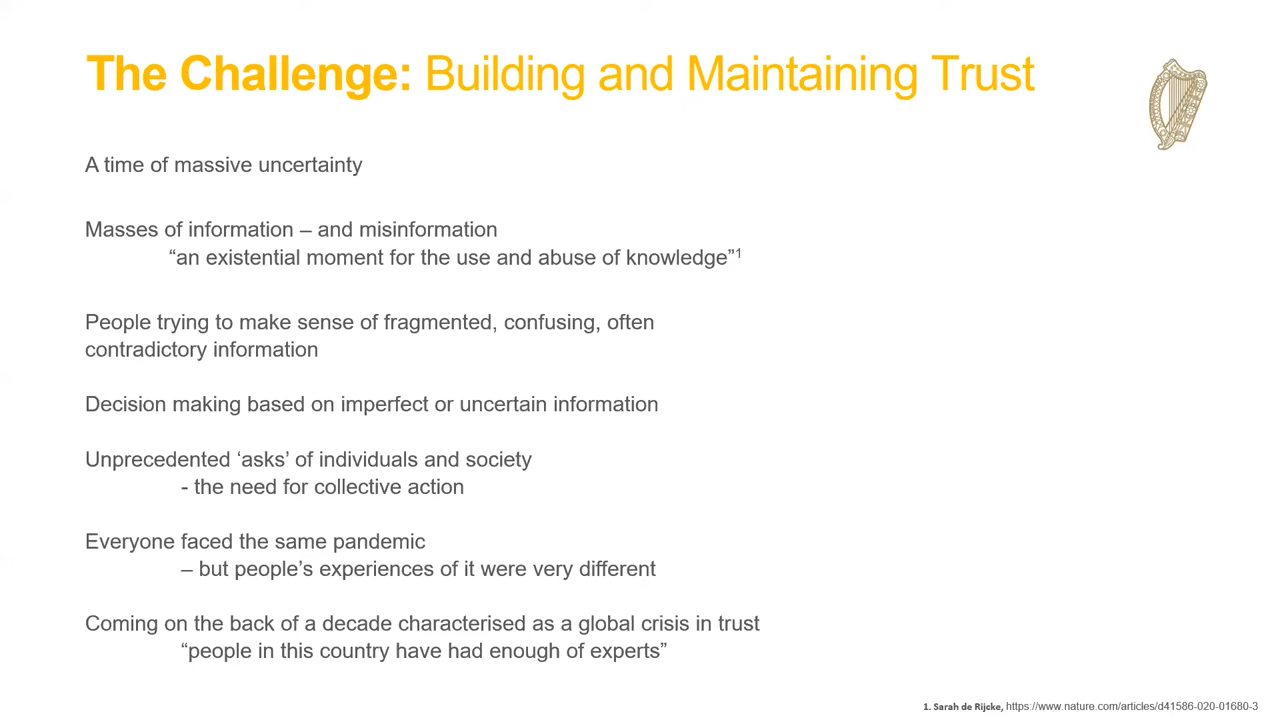 The Challenge: Building and Maintaining Trust
A time of massive uncertainty
Masses of information – and misinformation
“an existential moment for the use and abuse of knowledge”1
People trying to make sense of fragmented, confusing, often
contradictory information
Decision making based on imperfect or uncertain information
Unprecedented ‘asks’ of individuals and society
- the need for collective action
Everyone faced the same pandemic
– but people’s experiences of it were very different
Coming on the back of a decade characterised as a global crisis in trust
“people in this country have had enough of experts”
1. Sarah de Rijcke, https://www.nature.com/articles/d41586-020-01680-3